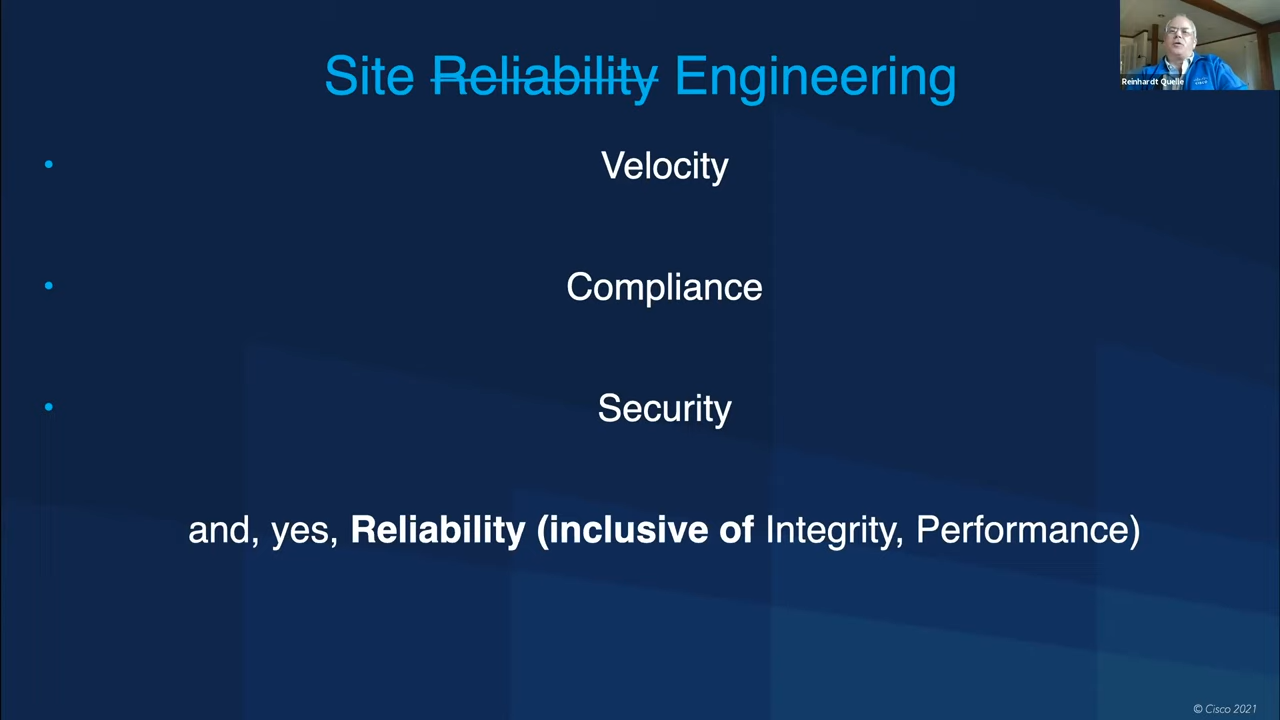 Site Reliability Engineering
Reinhardt Quelle
• Velocity
• Compliance
• Security
and, yes, Reliability (inclusive of Integrity, Performance)
© Cisco 2021